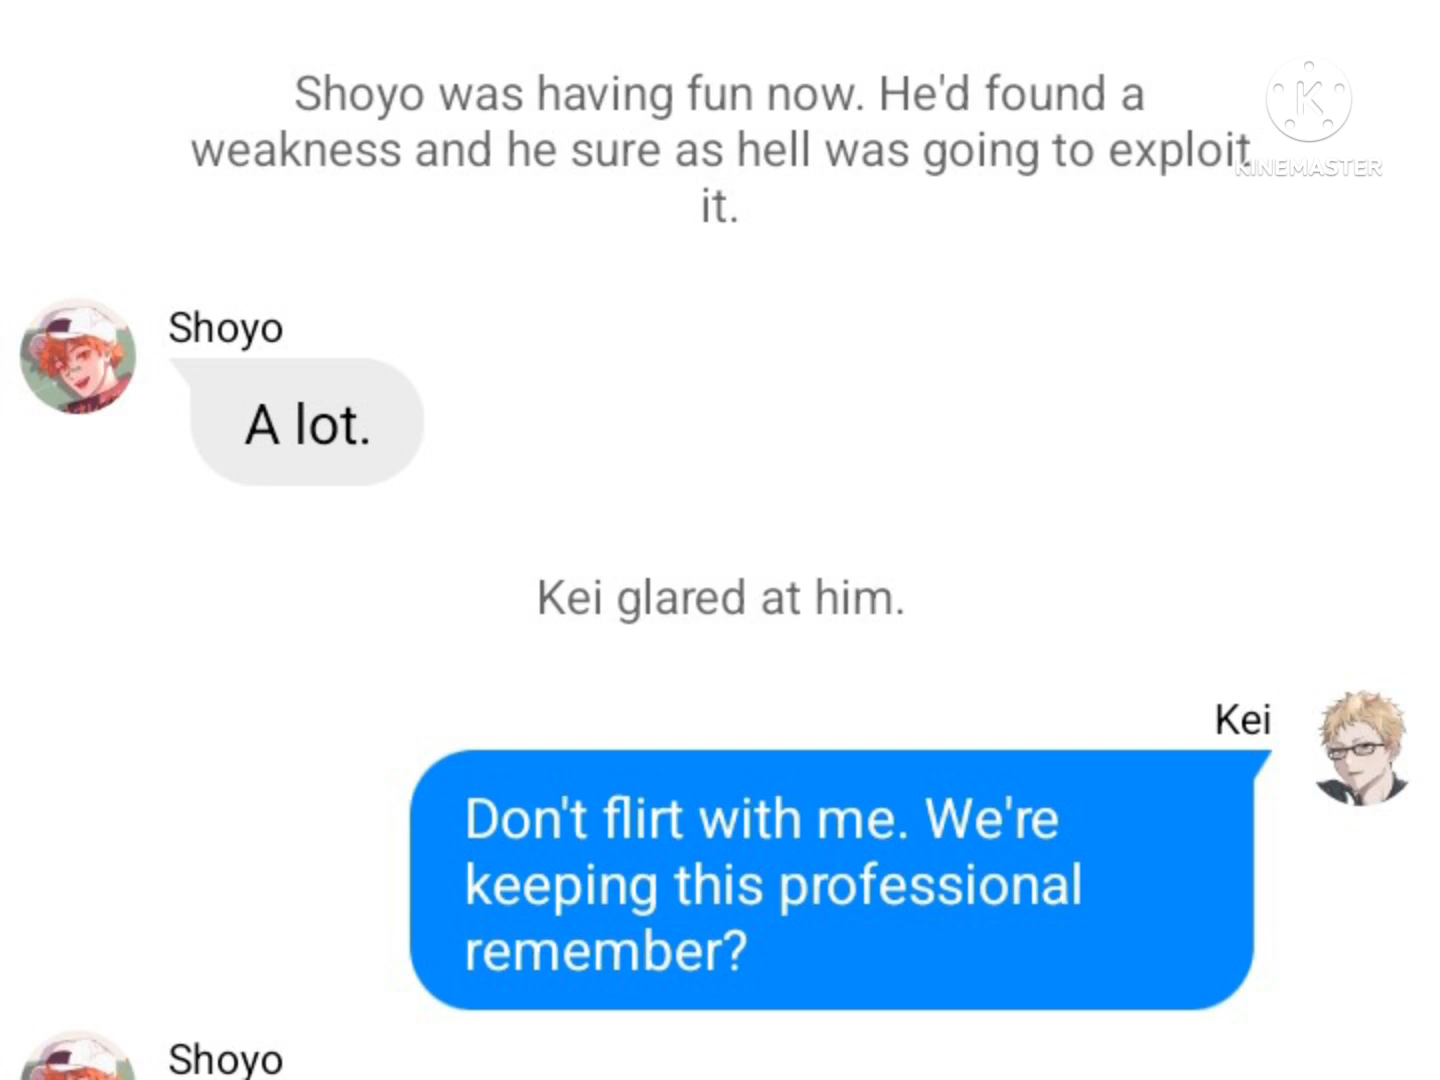 Shoyo was having fun now. He'd found a
weakness and he sure as hell was going to exploit
it.
KINEMASTER
Shoyo
A lot.
Kei glared at him.
Kei
Don't flirt with me. We're
keeping this professional
remember?
Shoyo